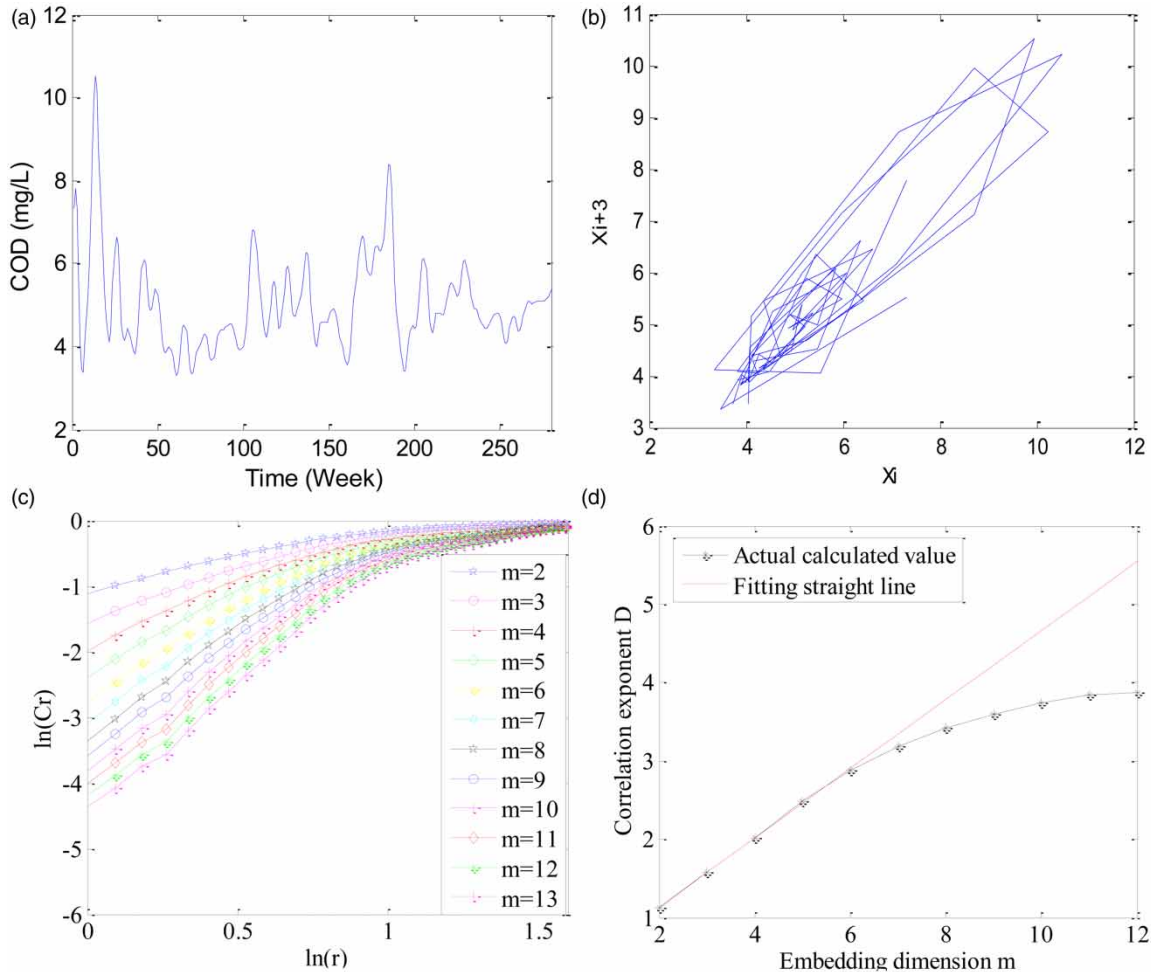 (a)
12
10
8
6
4
2
0 50 100 150 200 250
COD (mg/L)
Time (Week)
(b)
11
10
9
8
7
6
5
4
3
2 4 6 8 10 12
Xi+3
Xi
(c)
0
-1
-2
-3
-4
-5
-6
0 0.5 1 1.5
ln(Cr)
ln(r)
m=2
m=3
m=4
m=5
m=6
m=7
m=8
m=9
m=10
m=11
m=12
m=13
(d)
6
5
4
3
2
1
2 4 6 8 10 12
Correlation exponent D
Embedding dimension m
Actual calculated value
Fitting straight line